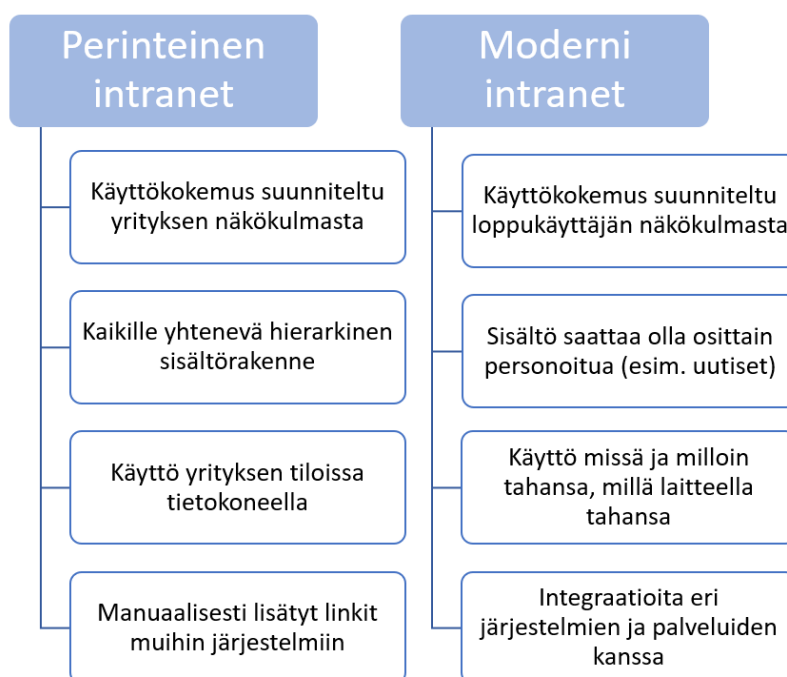 Perinteinen
intranet
Käyttökokemus suunniteltu
yrityksen näkökulmasta
Kaikille yhtenevä hierarkinen
sisältörakenne
Käyttö yrityksen tiloissa
tietokoneella
Manuaalisesti lisätyt linkit
muihin järjestelmiin
Moderni
intranet
Käyttökokemus suunniteltu
loppukäyttäjän näkökulmasta
Sisältö saattaa olla osittain
personoitua (esim. uutiset)
Käyttö missä ja milloin
tahansa, millä laitteella
tahansa
Integraatioita eri
järjestelmien ja palveluiden
kanssa